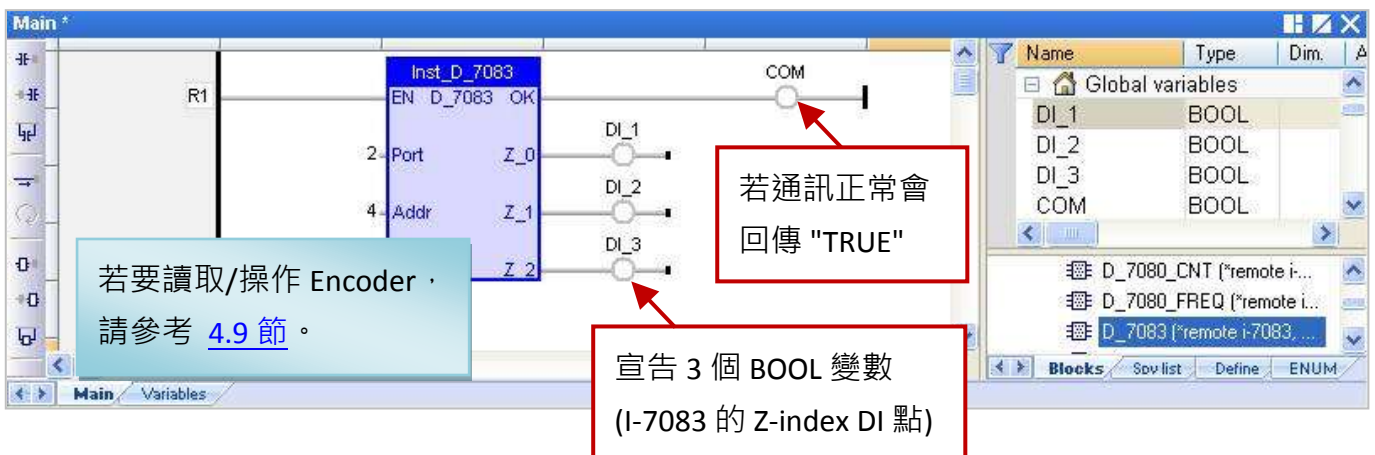 Main *
Name Type Dim. A
Global variables
DI_1 BOOL
DI_2 BOOL
DI_3 BOOL
COM BOOL
R1
Inst_D_7083
EN D_7083 OK
COM
2 Port Z_0 DI_1
4 Addr Z_1 DI_2
Z_2 DI_3
若通訊正常會
回傳 "TRUE"
若要讀取/操作 Encoder，
請參考 4.9 節。
宣告 3 個 BOOL 變數
(I-7083 的 Z-index DI 點)
D_7080_CNT (*remote i-...
D_7080_FREQ (*remote i...
D_7083 (*remote i-7083, ...
Blocks Spy list Define ENUM
Main Variables